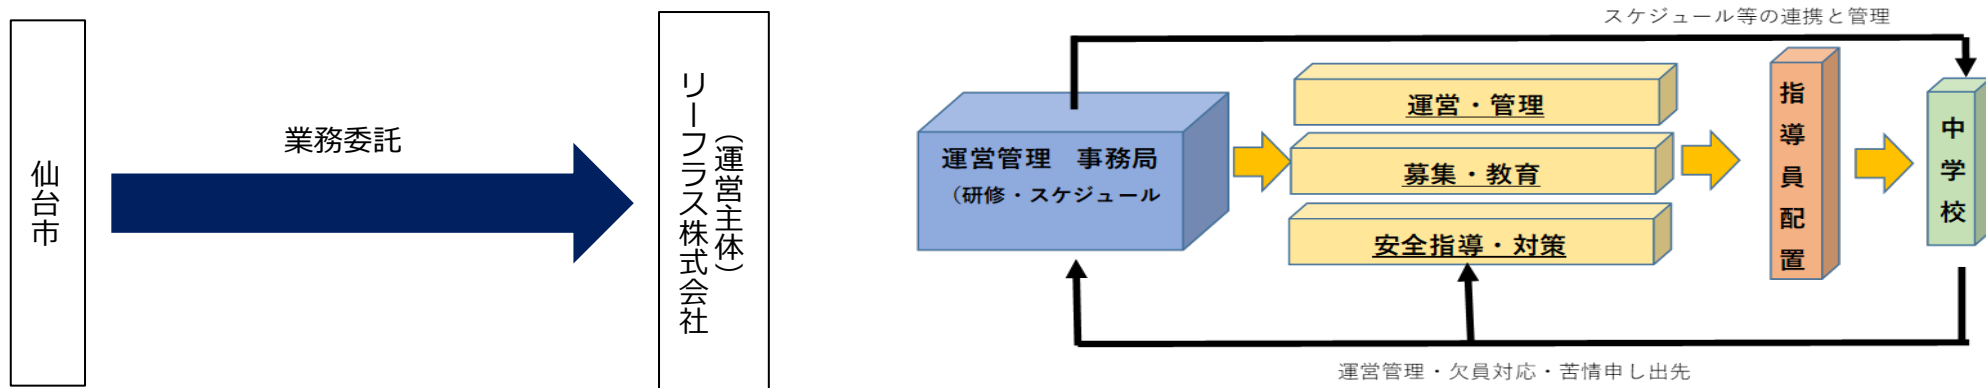 仙台市
業務委託
リーフラス株式会社
（運営主体）
スケジュール等の連携と管理
運営管理　事務局
（研修・スケジュール
運営・管理
募集・教育
安全指導・対策
指導員配置
中学校
運営管理・欠員対応・苦情申し出先